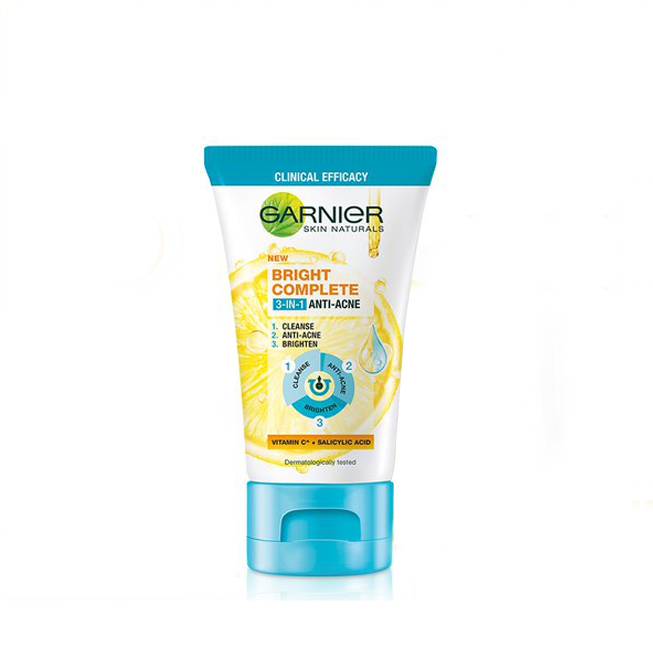 CLINICAL EFFICACY
GARNIER
SKIN NATURALS
NEW
BRIGHT
COMPLETE
3-IN-1 ANTI-ACNE
1. CLEANSE
2. ANTI-ACNE
3. BRIGHTEN
1 CLEANSE
2 ANTI-ACNE
BRIGHTEN
3
VITAMIN C* • SALICYLIC ACID
Dermatologically tested